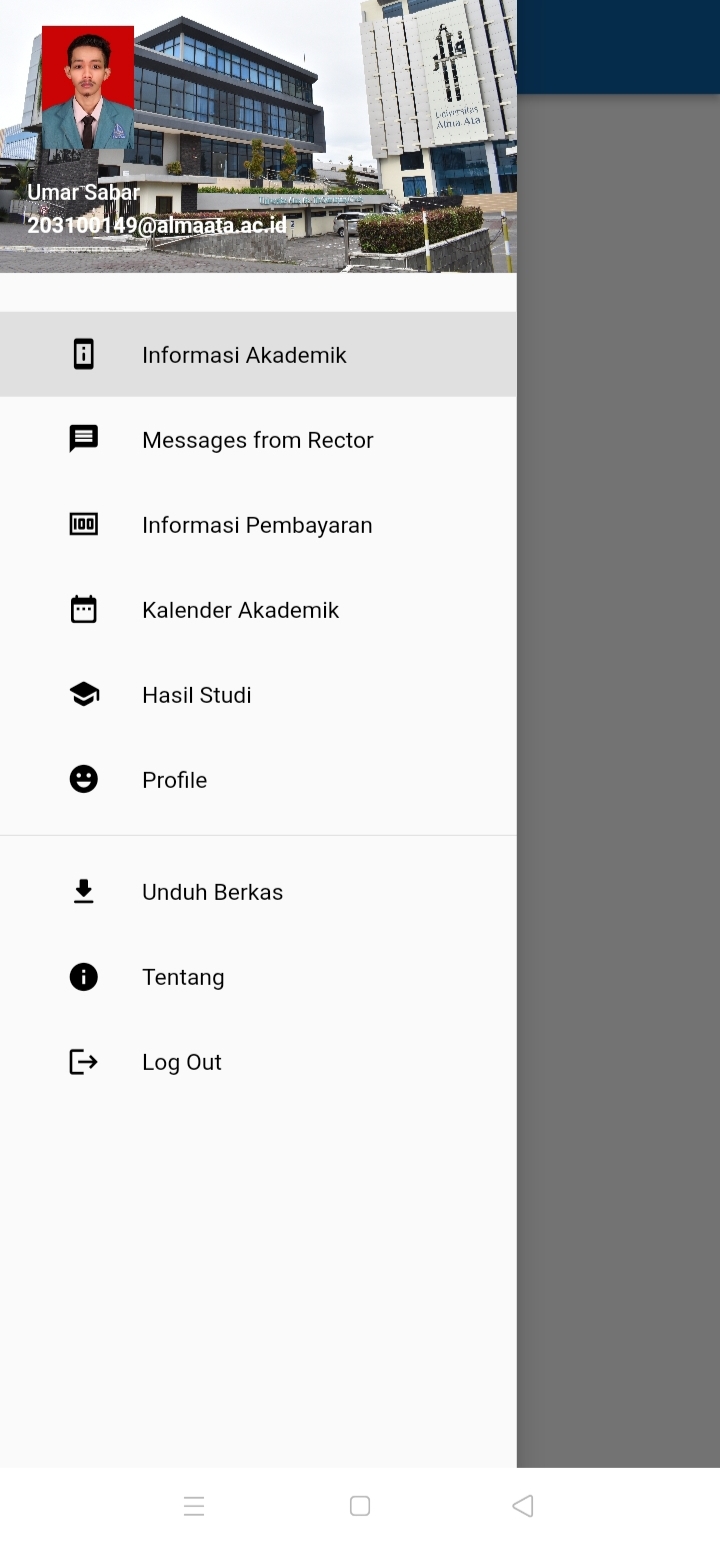 Universitas
Alma Ata
Umar Sabar
203100149@almaata.ac.id
Informasi Akademik
Messages from Rector
Informasi Pembayaran
Kalender Akademik
Hasil Studi
Profile
Unduh Berkas
Tentang
Log Out